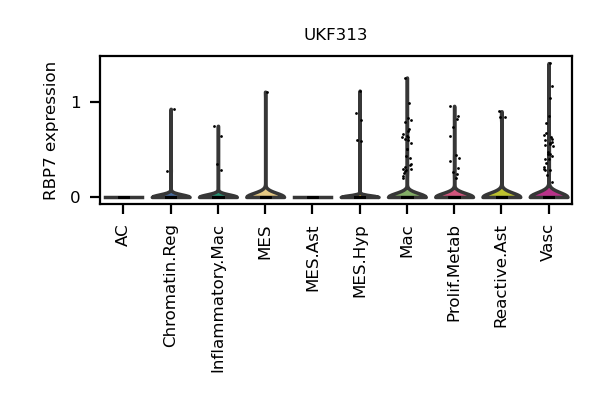 UKF313
RBP7 expression
1
0
AC
Chromatin.Reg
Inflammatory.Mac
MES
MES.Ast
MES.Hyp
Mac
Prolif.Metab
Reactive.Ast
Vasc